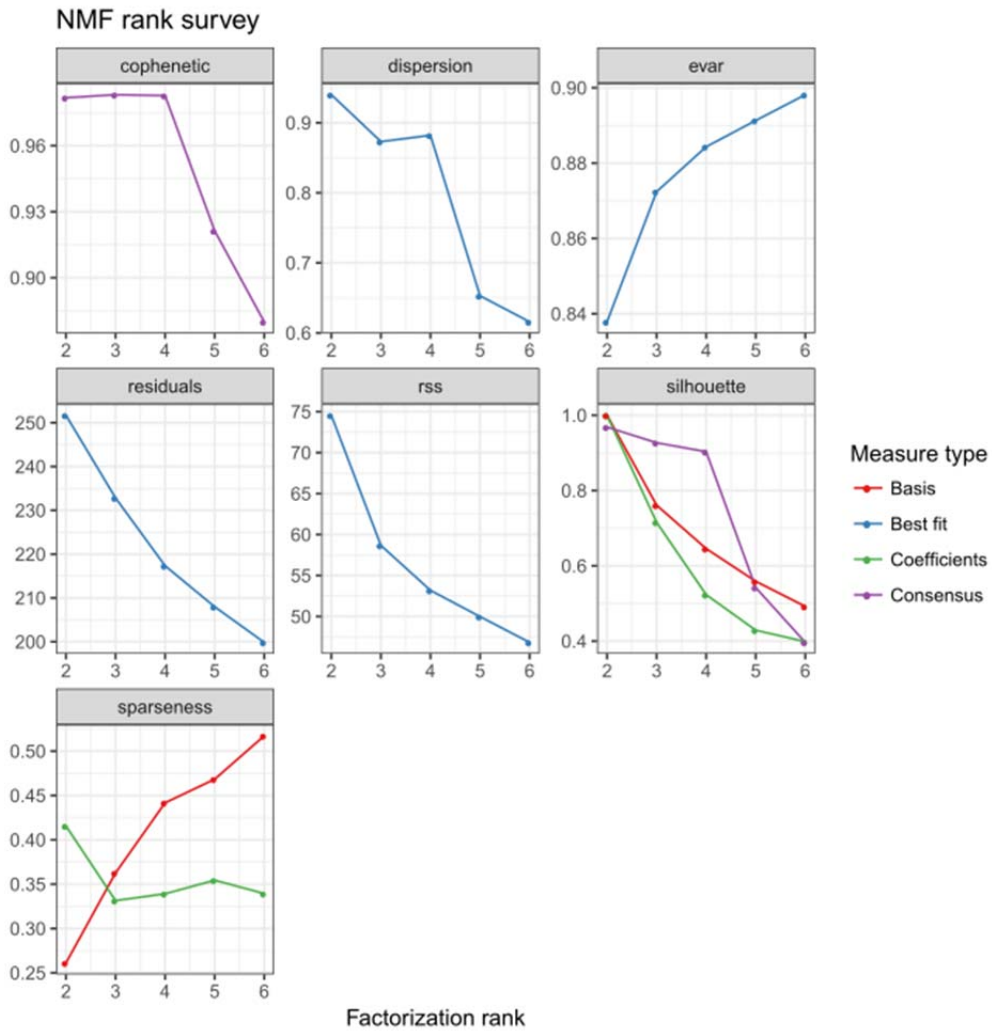 NMF rank survey
cophenetic
dispersion
evar
0.96
0.93
0.90
2 3 4 5 6
0.9
0.8
0.7
0.6
2 3 4 5 6
0.90
0.88
0.86
0.84
2 3 4 5 6
residuals
rss
silhouette
250
240
230
220
210
200
2 3 4 5 6
75
70
65
60
55
50
2 3 4 5 6
1.0
0.8
0.6
0.4
2 3 4 5 6
Measure type
Basis
Best fit
Coefficients
Consensus
sparseness
0.50
0.45
0.40
0.35
0.30
0.25
2 3 4 5 6
Factorization rank